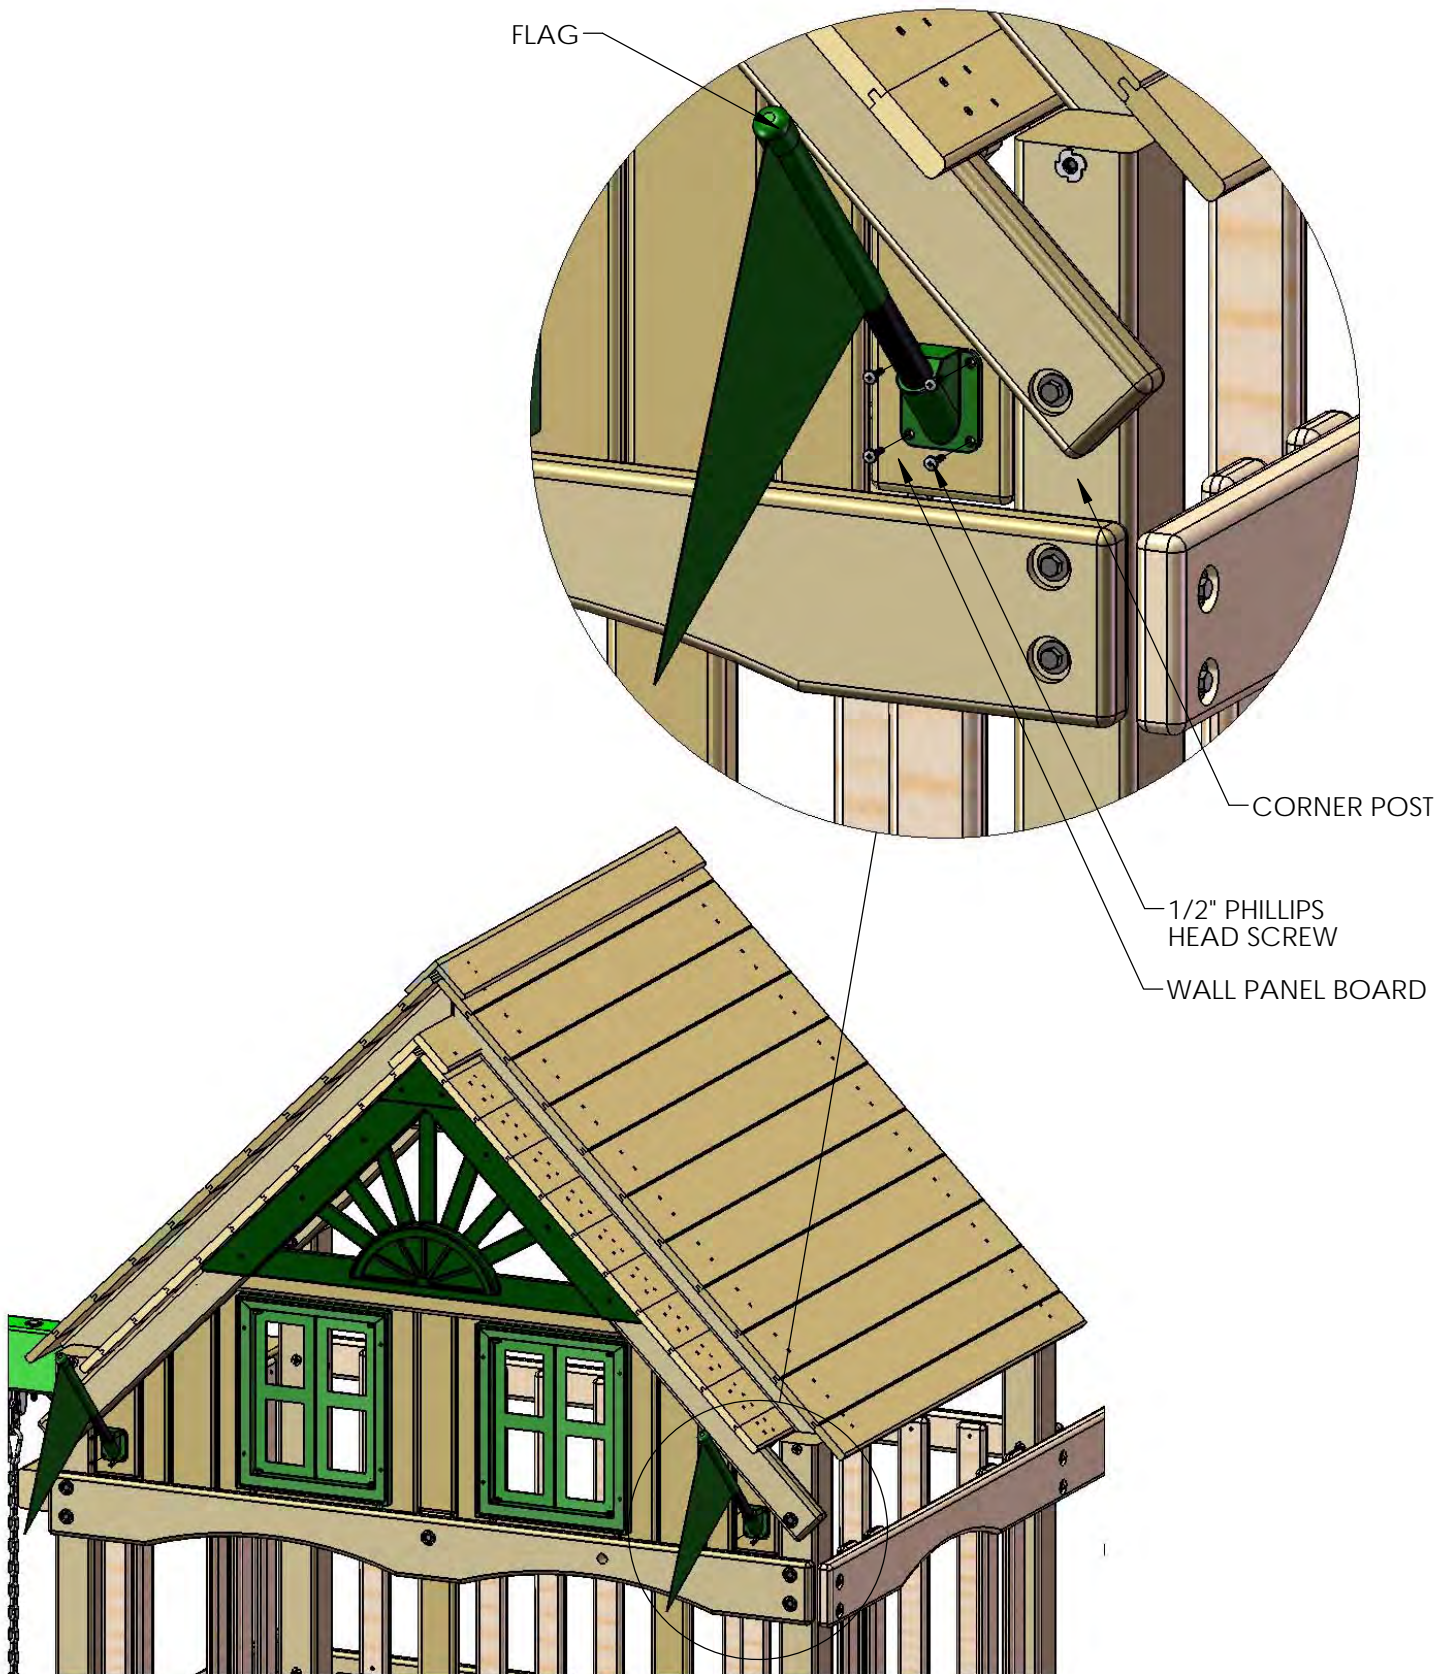 FLAG
CORNER POST
1/2" PHILLIPS
HEAD SCREW
WALL PANEL BOARD